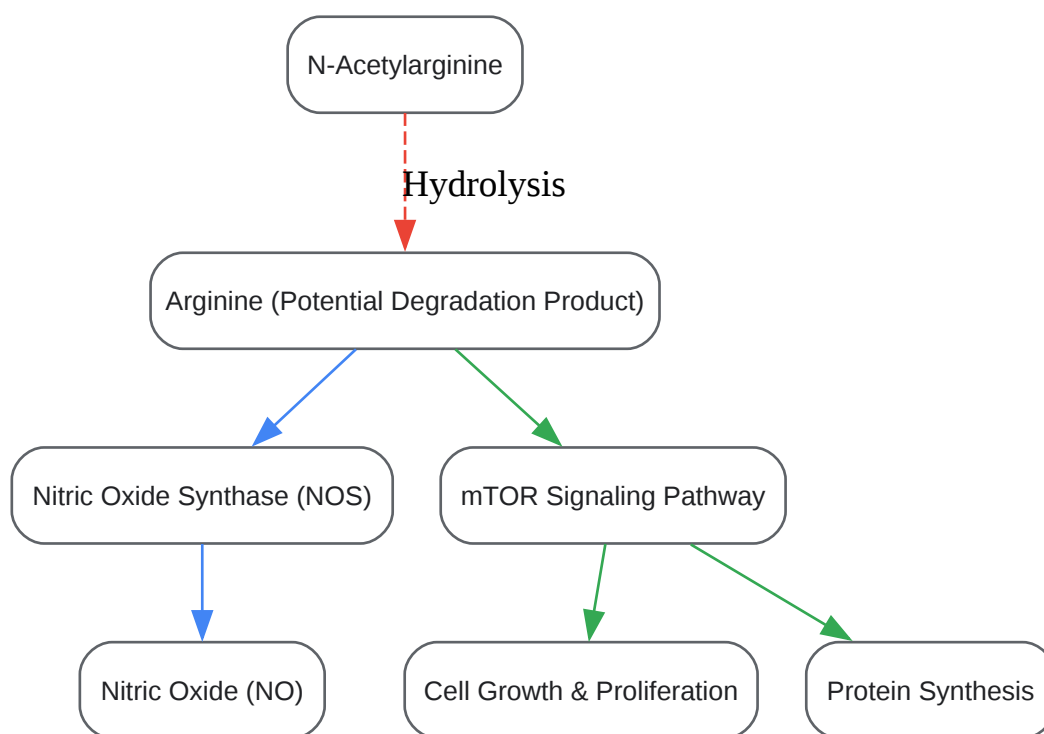 N-Acetylarginine
Hydrolysis
Arginine (Potential Degradation Product)
Nitric Oxide Synthase (NOS)
mTOR Signaling Pathway
Nitric Oxide (NO)
Cell Growth & Proliferation
Protein Synthesis